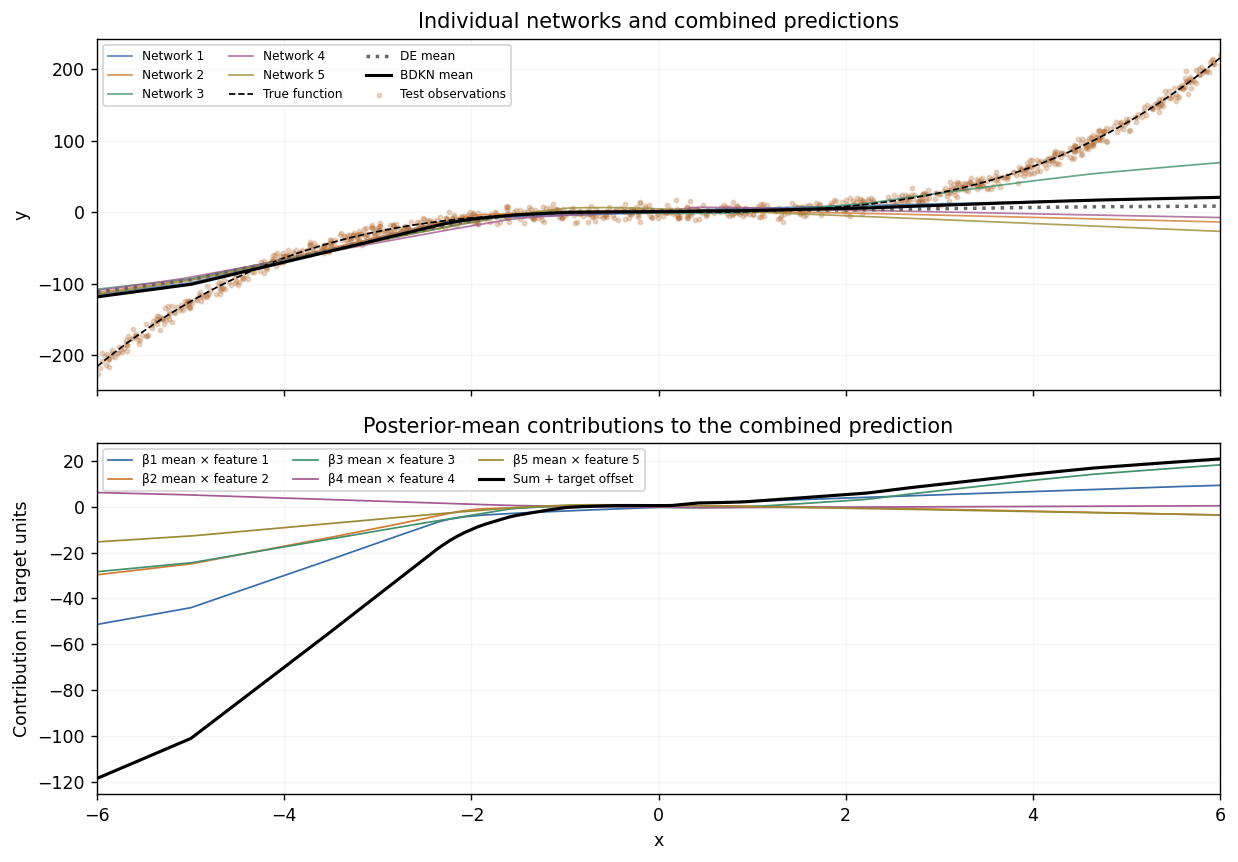 Individual networks and combined predictions
Network 1 Network 4 DE mean
Network 2 Network 5 BDKN mean
Network 3 True function Test observations
200
100
0
−100
−200
y
Posterior-mean contributions to the combined prediction
β1 mean × feature 1 β3 mean × feature 3 β5 mean × feature 5
β2 mean × feature 2 β4 mean × feature 4 Sum + target offset
20
0
−20
−40
−60
−80
−100
−120
Contribution in target units
−6 −4 −2 0 2 4 6
x